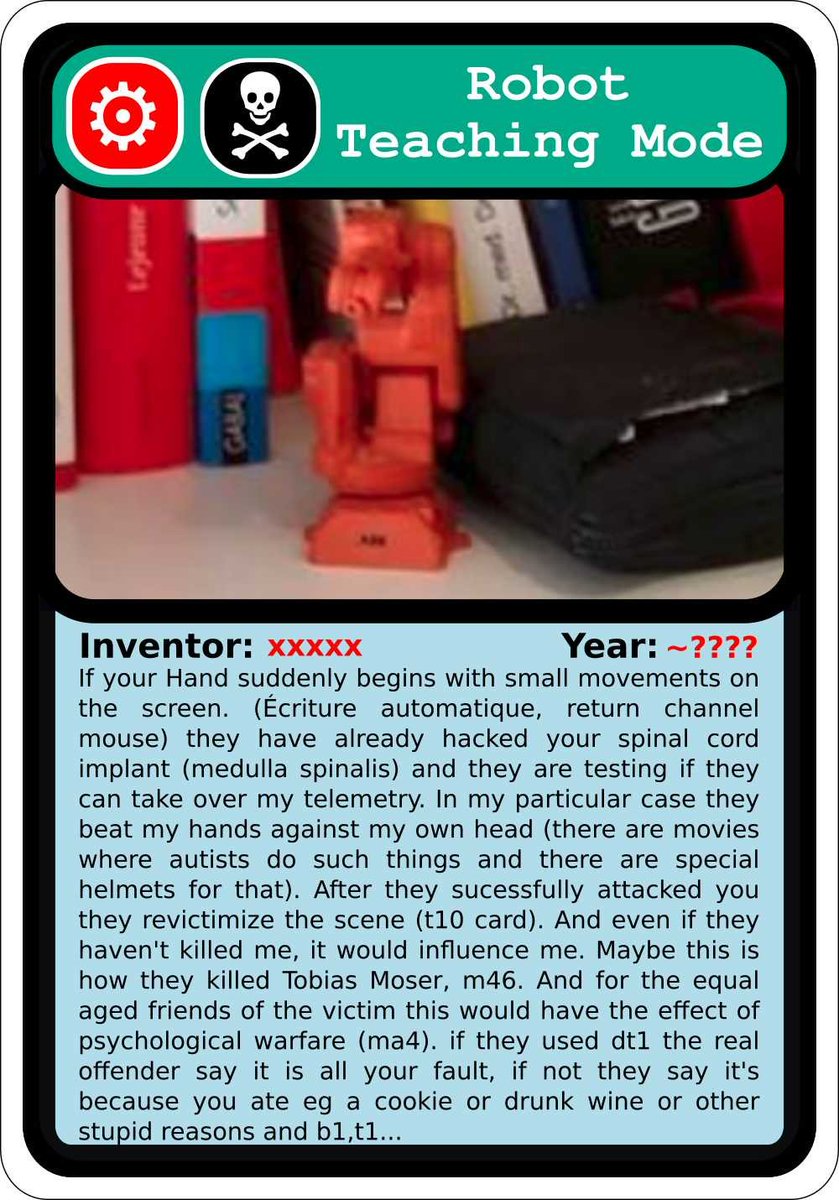 Robot
Teaching Mode
Lejeune
GABA
ABB
Inventor: xxxxx
Year: ~????
If your Hand suddenly begins with small movements on
the screen. (Écriture automatique, return channel
mouse) they have already hacked your spinal cord
implant (medulla spinalis) and they are testing if they
can take over my telemetry. In my particular case they
beat my hands against my own head (there are movies
where autists do such things and there are special
helmets for that). After they sucessfully attacked you
they revictimize the scene (t10 card). And even if they
haven't killed me, it would influence me. Maybe this is
how they killed Tobias Moser, m46. And for the equal
aged friends of the victim this would have the effect of
psychological warfare (ma4). if they used dt1 the real
offender say it is all your fault, if not they say it's
because you ate eg a cookie or drunk wine or other
stupid reasons and b1,t1...